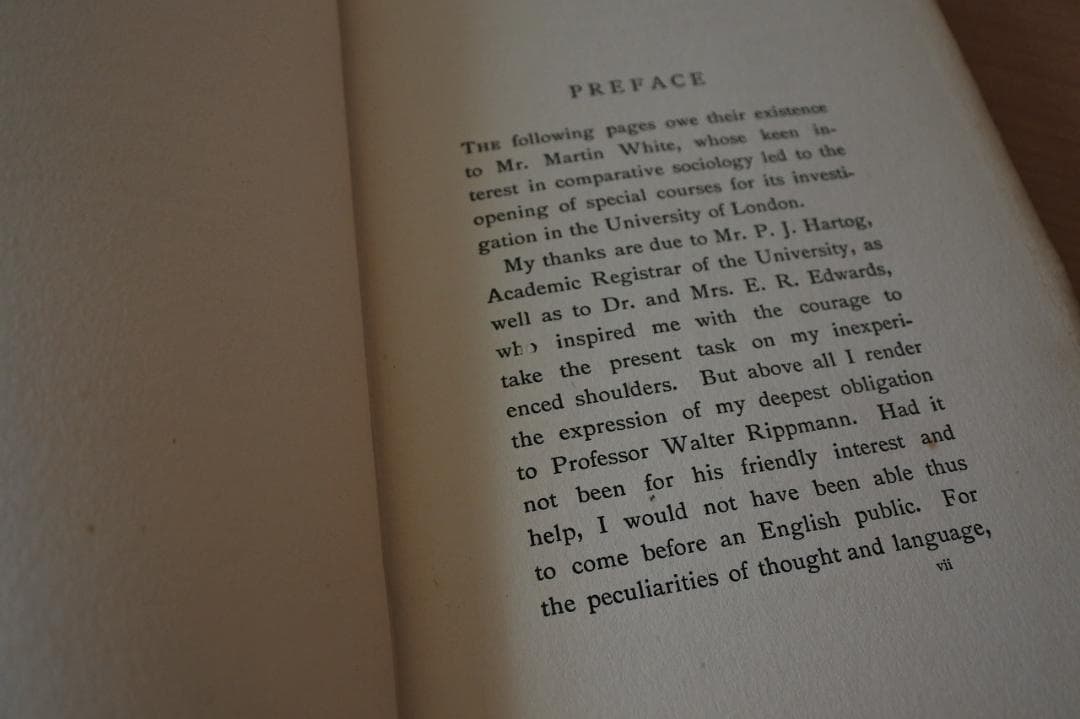 PREFACE
THE following pages owe their existence
to Mr. Martin White, whose keen in-
terest in comparative sociology led to the
opening of special courses for its investi-
gation in the University of London.
My thanks are due to Mr. P. J. Hartog,
Academic Registrar of the University, as
well as to Dr. and Mrs. E. R. Edwards,
who inspired me with the courage to
take the present task on my inexperi-
enced shoulders. But above all I render
the expression of my deepest obligation
to Professor Walter Rippmann. Had it
not been for his friendly interest and
help, I would not have been able thus
to come before an English public. For
the peculiarities of thought and language,
vii